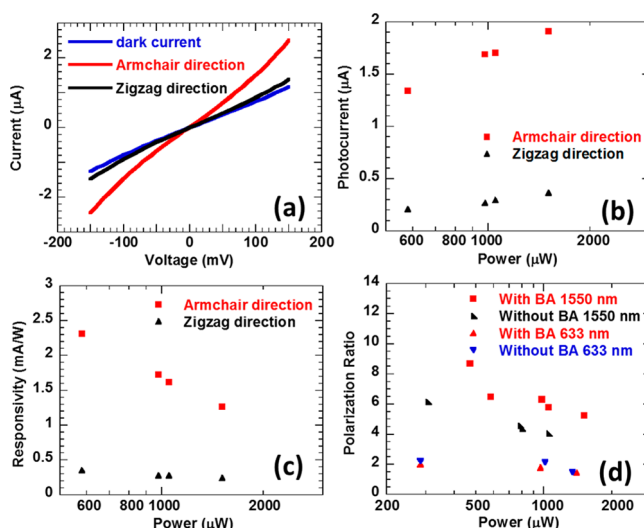 2
0
-2
-200
-100
0
100
200
Current (μA)
Voltage (mV)
dark current
Armchair direction
Zigzag direction
(a)
2
1.5
1
0.5
0
600
800
1000
2000
Photocurrent (μA)
Power (μW)
Armchair direction
Zigzag direction
(b)
3
2.5
2
1.5
1
0.5
0
600
800
1000
2000
Responsivity (mA/W)
Power (μW)
Armchair direction
Zigzag direction
(c)
14
12
10
8
6
4
2
0
200
400
600
800
1000
2000
Polarization Ratio
Power (μW)
With BA 1550 nm
Without BA 1550 nm
With BA 633 nm
Without BA 633 nm
(d)